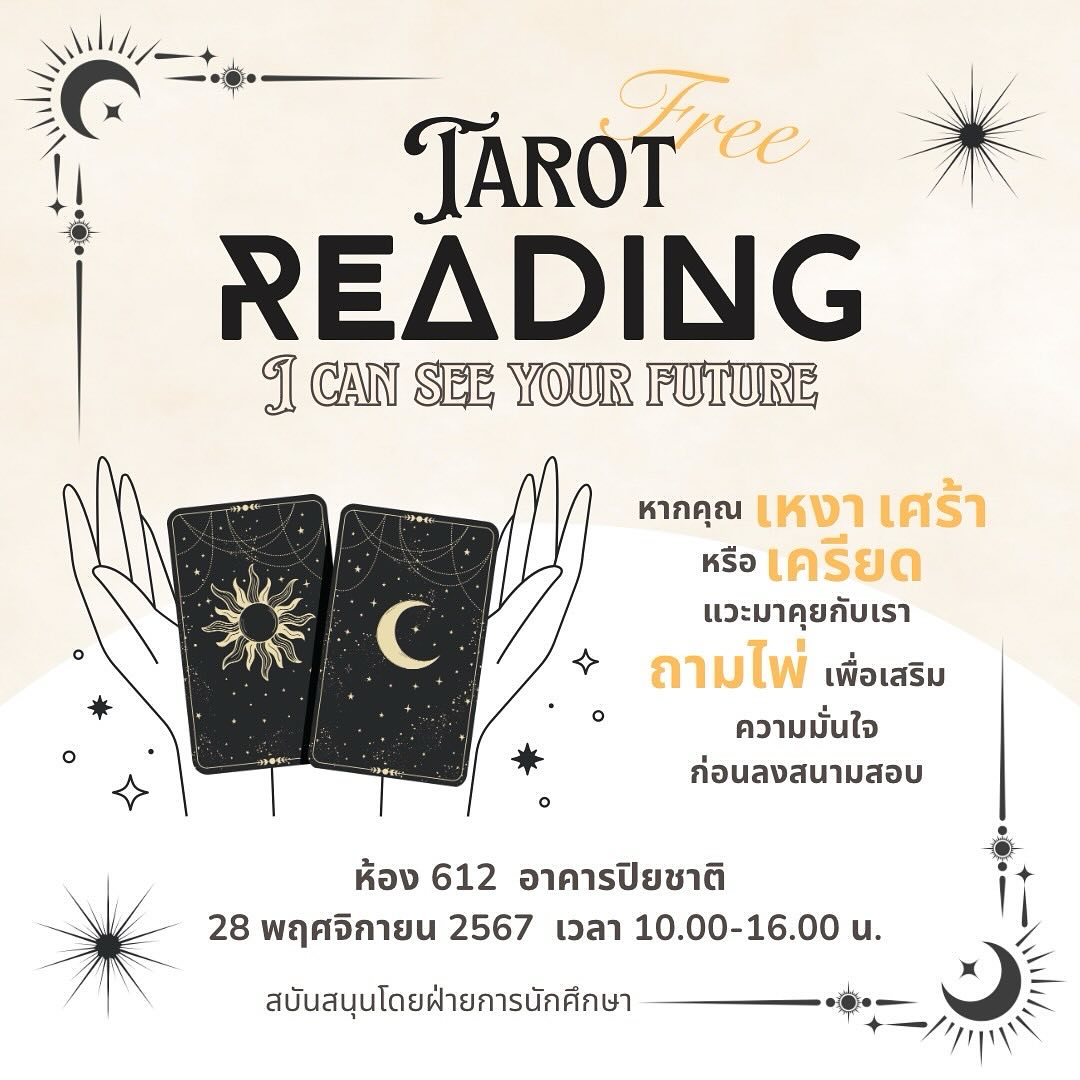 Free
TAROT
READING
I CAN SEE YOUR FUTURE
หากคุณ เหงา เศร้า
หรือ เครียด
แวะมาคุยกับเรา
ถามไพ่ เพื่อเสริม
ความมั่นใจ
ก่อนลงสนามสอบ
ห้อง 612 อาคารปิยชาติ
28 พฤศจิกายน 2567 เวลา 10.00-16.00 น.
สบันสนุนโดยฝ่ายการนักศึกษา